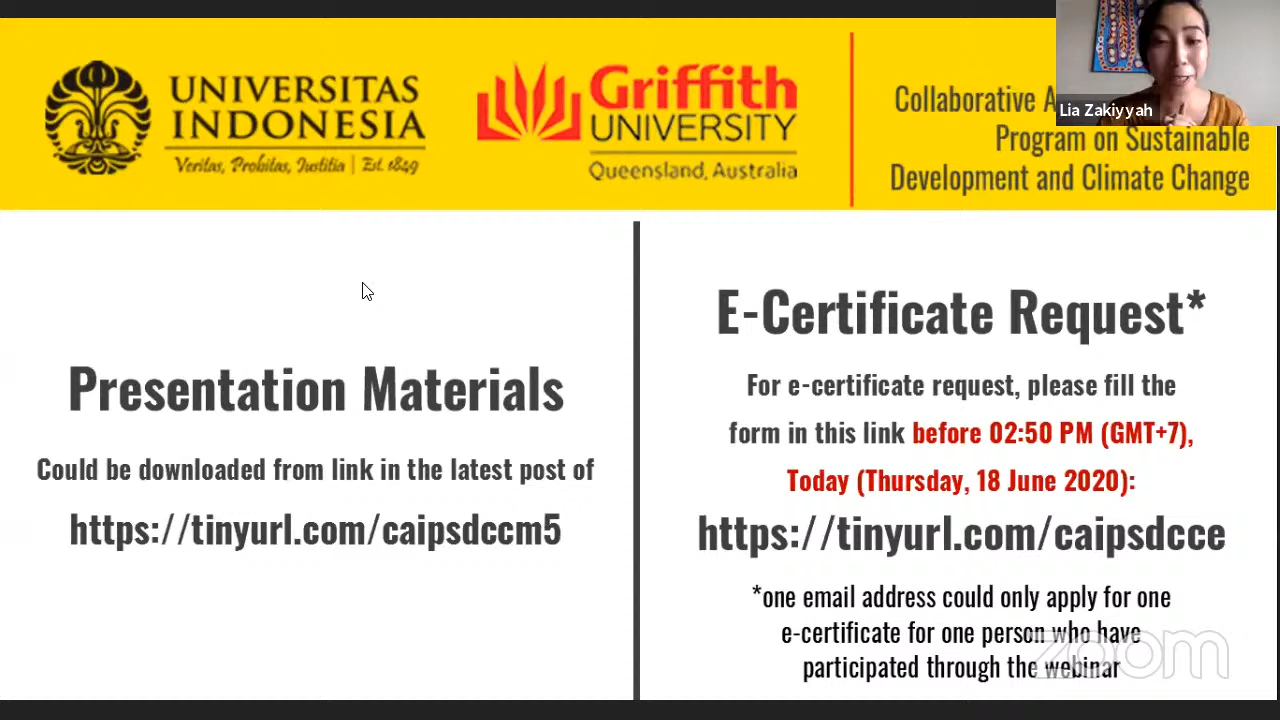 UNIVERSITAS
INDONESIA
Veritas, Probitas, Iustitia | Est. 1849
Griffith
UNIVERSITY
Queensland, Australia
Collaborative A
Program on Sustainable
Development and Climate Change
Lia Zakiyyah
Presentation Materials
Could be downloaded from link in the latest post of
https://tinyurl.com/caipsdccm5
E-Certificate Request*
For e-certificate request, please fill the
form in this link before 02:50 PM (GMT+7),
Today (Thursday, 18 June 2020):
https://tinyurl.com/caipsdcce
*one email address could only apply for one
e-certificate for one person who have
participated through the webinar
zoom